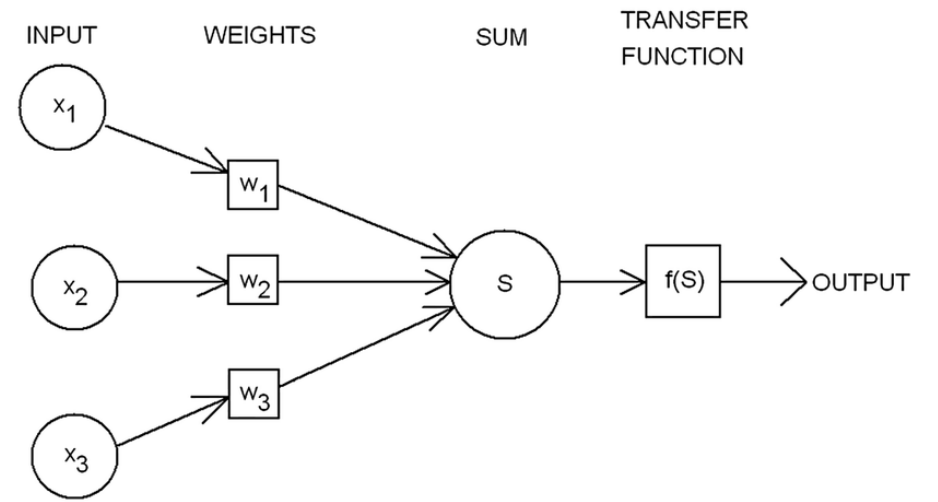 INPUT
WEIGHTS
SUM
TRANSFER
FUNCTION
x1
w1
x2
w2
S
f(S)
OUTPUT
w3
x3